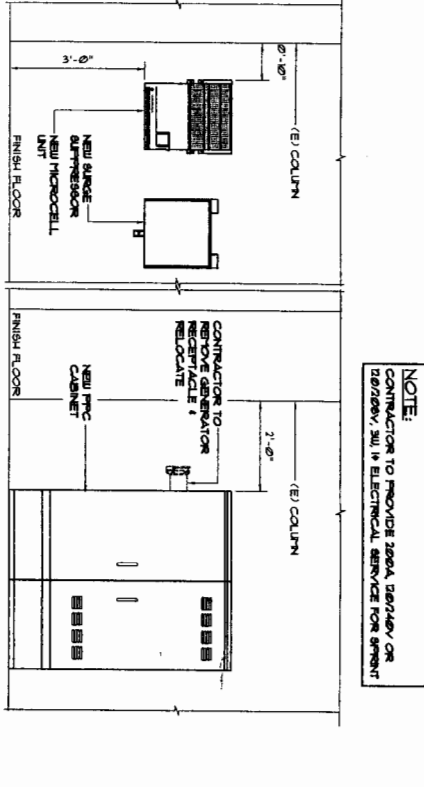 NOTE:
CONTRACTOR TO PROVIDE 200A, 120/240V OR
120/208V, 3W, 1Φ ELECTRICAL SERVICE FOR SPRINT
(E) COLUMN
0'-10"
3'-0"
NEW SURGE
SUPPRESSOR
NEW MICROCELL
UNIT
FINISH FLOOR
(E) COLUMN
2'-0"
CONTRACTOR TO
REMOVE GENERATOR
RECEPTACLE &
RELOCATE
NEW PPC
CABINET
FINISH FLOOR